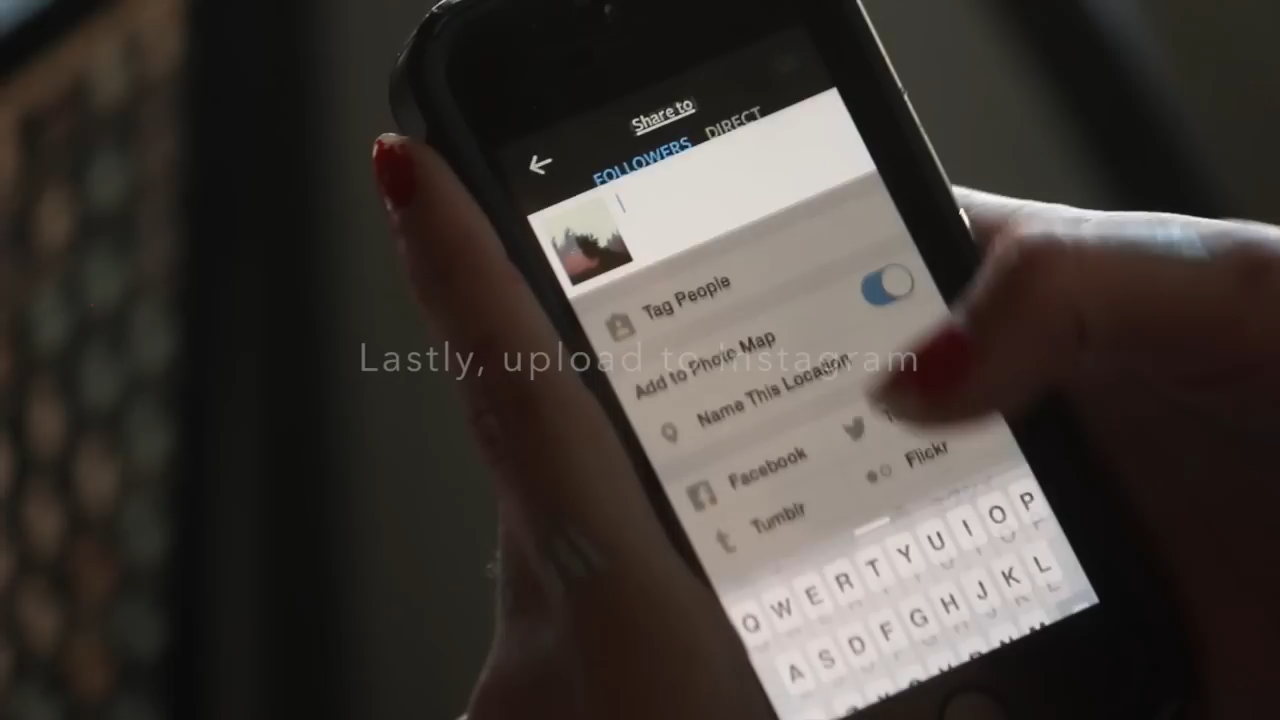 Share to
FOLLOWERS DIRECT
Tag People
Lastly, upload to Instagram
Add to Photo Map
Name This Location
Facebook
Flickr
Tumblr
Q W E R T Y U I O P
A S D F G H J K L